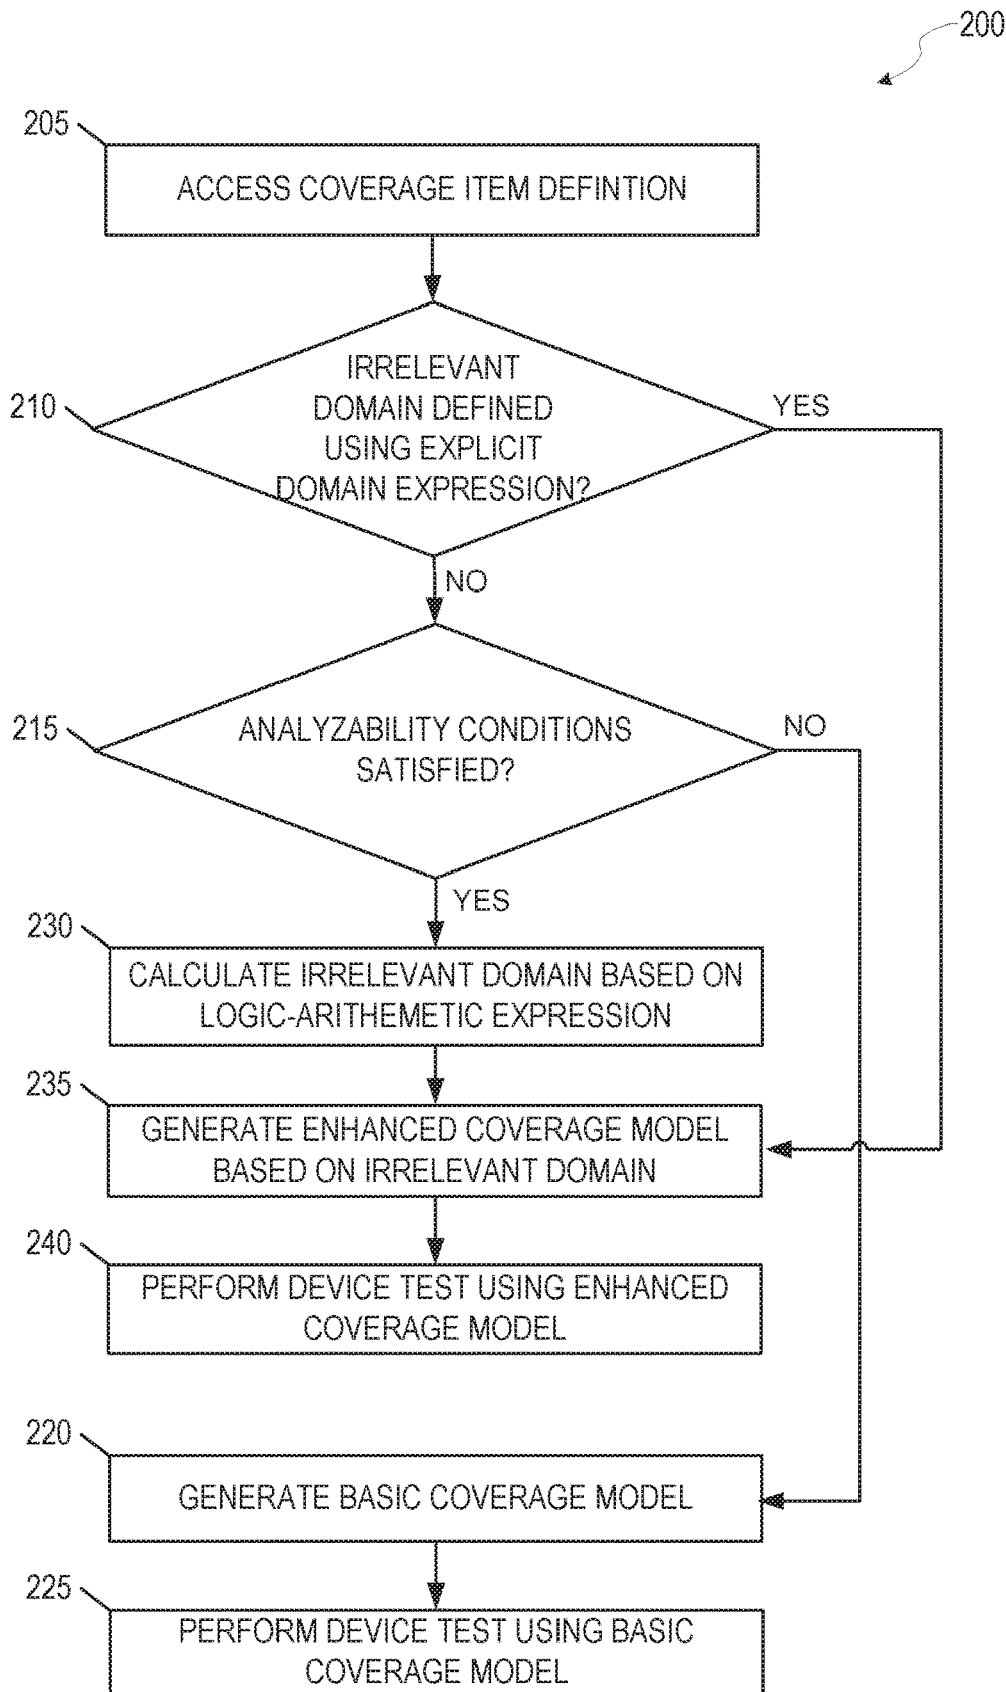 200
205
ACCESS COVERAGE ITEM DEFINTION
210
IRRELEVANT
DOMAIN DEFINED
USING EXPLICIT
DOMAIN EXPRESSION?
YES
NO
215
ANALYZABILITY CONDITIONS
SATISFIED?
NO
YES
230
CALCULATE IRRELEVANT DOMAIN BASED ON
LOGIC-ARITHEMETIC EXPRESSION
235
GENERATE ENHANCED COVERAGE MODEL
BASED ON IRRELEVANT DOMAIN
240
PERFORM DEVICE TEST USING ENHANCED
COVERAGE MODEL
220
GENERATE BASIC COVERAGE MODEL
225
PERFORM DEVICE TEST USING BASIC
COVERAGE MODEL